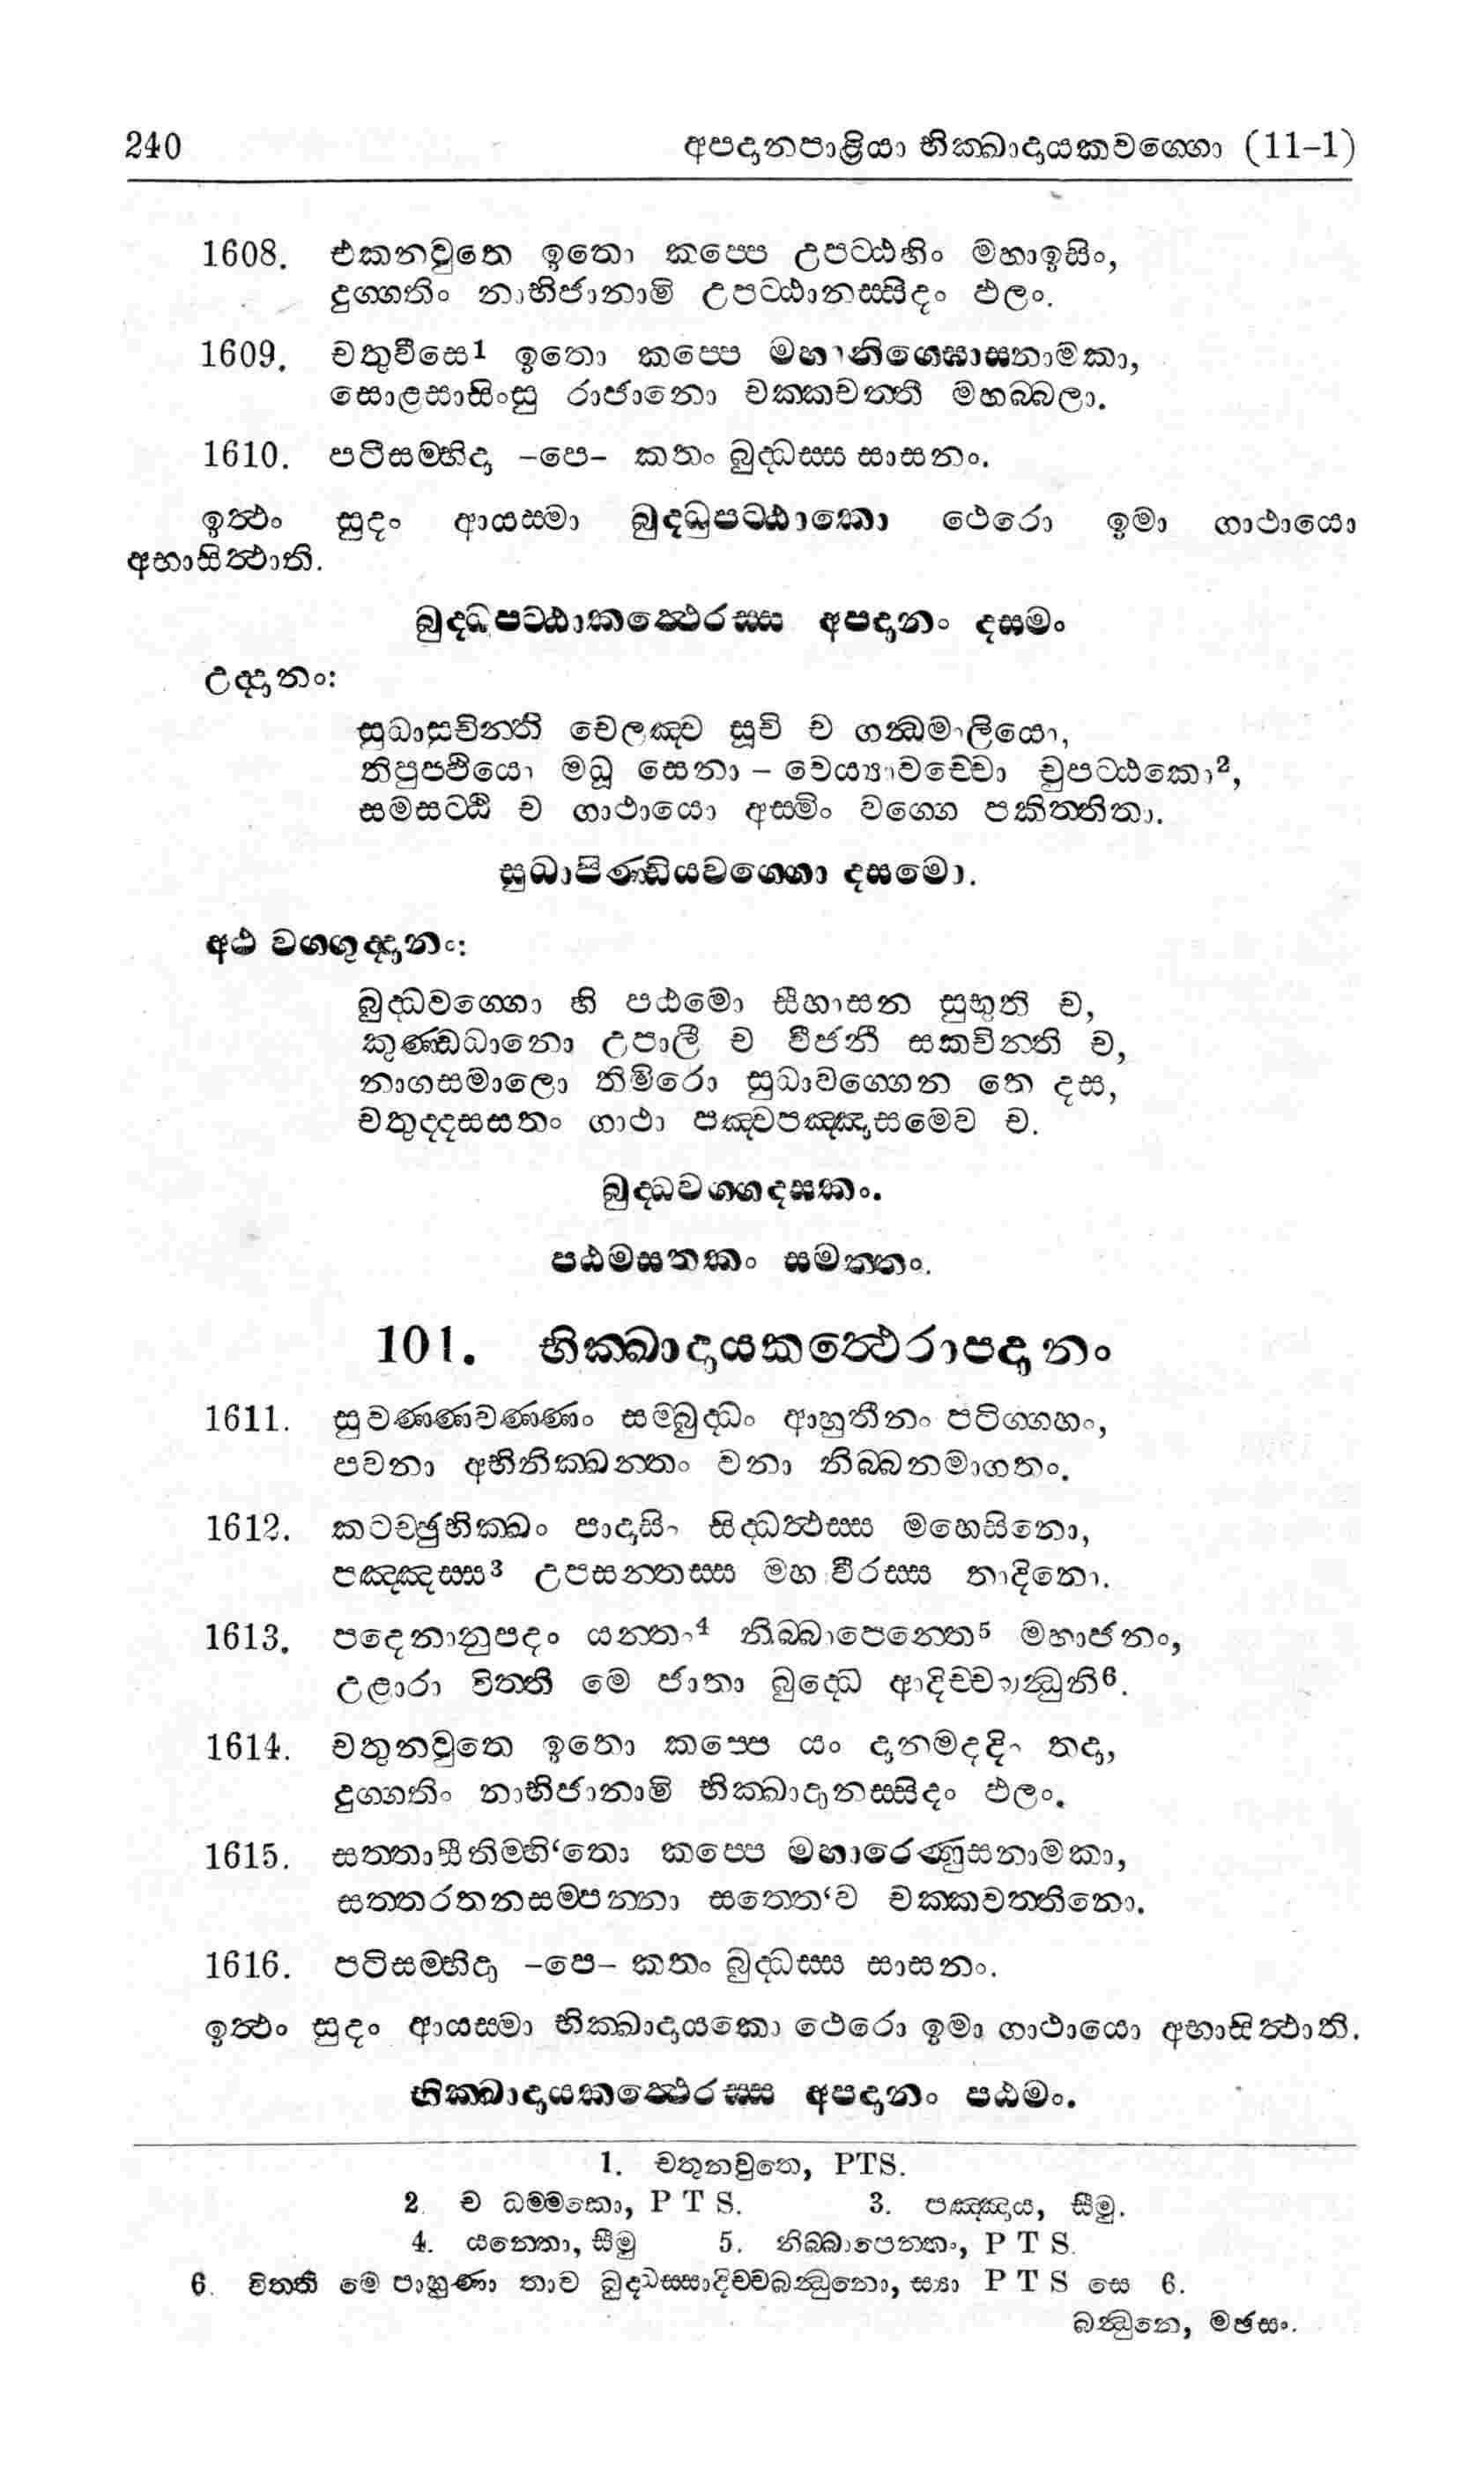 240 අපදානපාළියා භික්ඛාදායකවග්ගො (11-1)
1608. එකනවුතෙ ඉතො කප්පෙ උපට්ඨහිං මහාඉසිං,
දුග්ගතිං නාභිජානාමි උපට්ඨානස්සිදං ඵලං.
1609. චතුවීසෙ1 ඉතො කප්පෙ මහානිග්ඝොසනාමකා,
සොළසාසිංසු රාජානො චක්කවත්තී මහබ්බලා.
1610. පටිසම්භිදා -පෙ- කතං බුද්ධස්ස සාසනං.
ඉත්ථං සුදං ආයස්මා බුද්ධුපට්ඨාකො ථෙරො ඉමා ගාථායො
අභාසිත්ථාති.
බුද්ධුපට්ඨාකත්ථෙරස්ස අපදානං දසමං
උද්දානං:
සුධාසුචින්ති චෙලඤ්ච සූචි ච ගන්ධමාලියො,
තිපුප්ඵියො මධූ සෙනා – වෙය්‍යාවච්චො චුපට්ඨකො2,
සමසට්ඨි ච ගාථායො අස්මිං වග්ගෙ පකිත්තිතා.
සුධාපිණ්ඩියවග්ගො දසමො.
අථ වග්ගුද්දානං:
බුද්ධවග්ගො හි පඨමො සීහාසන සුභූති ච,
කුණ්ඩධානො උපාලී ච වීජනී සකචින්ති ච,
නාගසමාලො තිමිරො සුධාවග්ගෙන තෙ දස,
චතුද්දසසතං ගාථා පඤ්චපඤ්ඤාසමෙව ච.
බුද්ධවග්ගදසකං.
පඨමසතකං සමත්තං.
101. භික්ඛාදායකත්ථෙරාපදානං
1611. සුවණ්ණවණ්ණං සම්බුද්ධං ආහුතීනං පටිග්ගහං,
පවනා අභිනික්ඛන්තං වනා නිබ්බනමාගතං.
1612. කටච්ඡුභික්ඛං පාදාසිං සිද්ධත්ථස්ස මහෙසිනො,
පඤ්ඤස්ස3 උපසන්තස්ස මහාවීරස්ස තාදිනො.
1613. පදෙනානුපදං යන්තං4 නිබ්බාපෙන්තෙ5 මහාජනං,
උළාරා විත්ති මෙ ජාතා බුද්ධෙ ආදිච්චබන්ධුනි6.
1614. චතුනවුතෙ ඉතො කප්පෙ යං දානමදදිං තදා,
දුග්ගතිං නාභිජානාමි භික්ඛාදානස්සිදං ඵලං.
1615. සත්තාසීතිම්හි‘තො කප්පෙ මහාරෙණුසනාමකා,
සත්තරතනසම්පන්නා සත්තෙ‘ව චක්කවත්තිනො.
1616. පටිසම්භිදා -පෙ- කතං බුද්ධස්ස සාසනං.
ඉත්ථං සුදං ආයස්මා භික්ඛාදායකො ථෙරො ඉමා ගාථායො අභාසිත්ථාති.
භික්ඛාදායකත්ථෙරස්ස අපදානං පඨමං.
1. චතුනවුතෙ, PTS.
2. ච ධම්මකො, P T S. 3. පඤ්ඤාය, සීමු.
4. යන්තො, සීමු 5. නිබ්බාපෙන්තං, P T S.
6. විත්ති මෙ පාහුණා තාව බුද්ධස්සාදිච්චබන්ධුනො, ස්‍යා P T S සෙ 6.
බන්ධුනෙ, මඡසං.